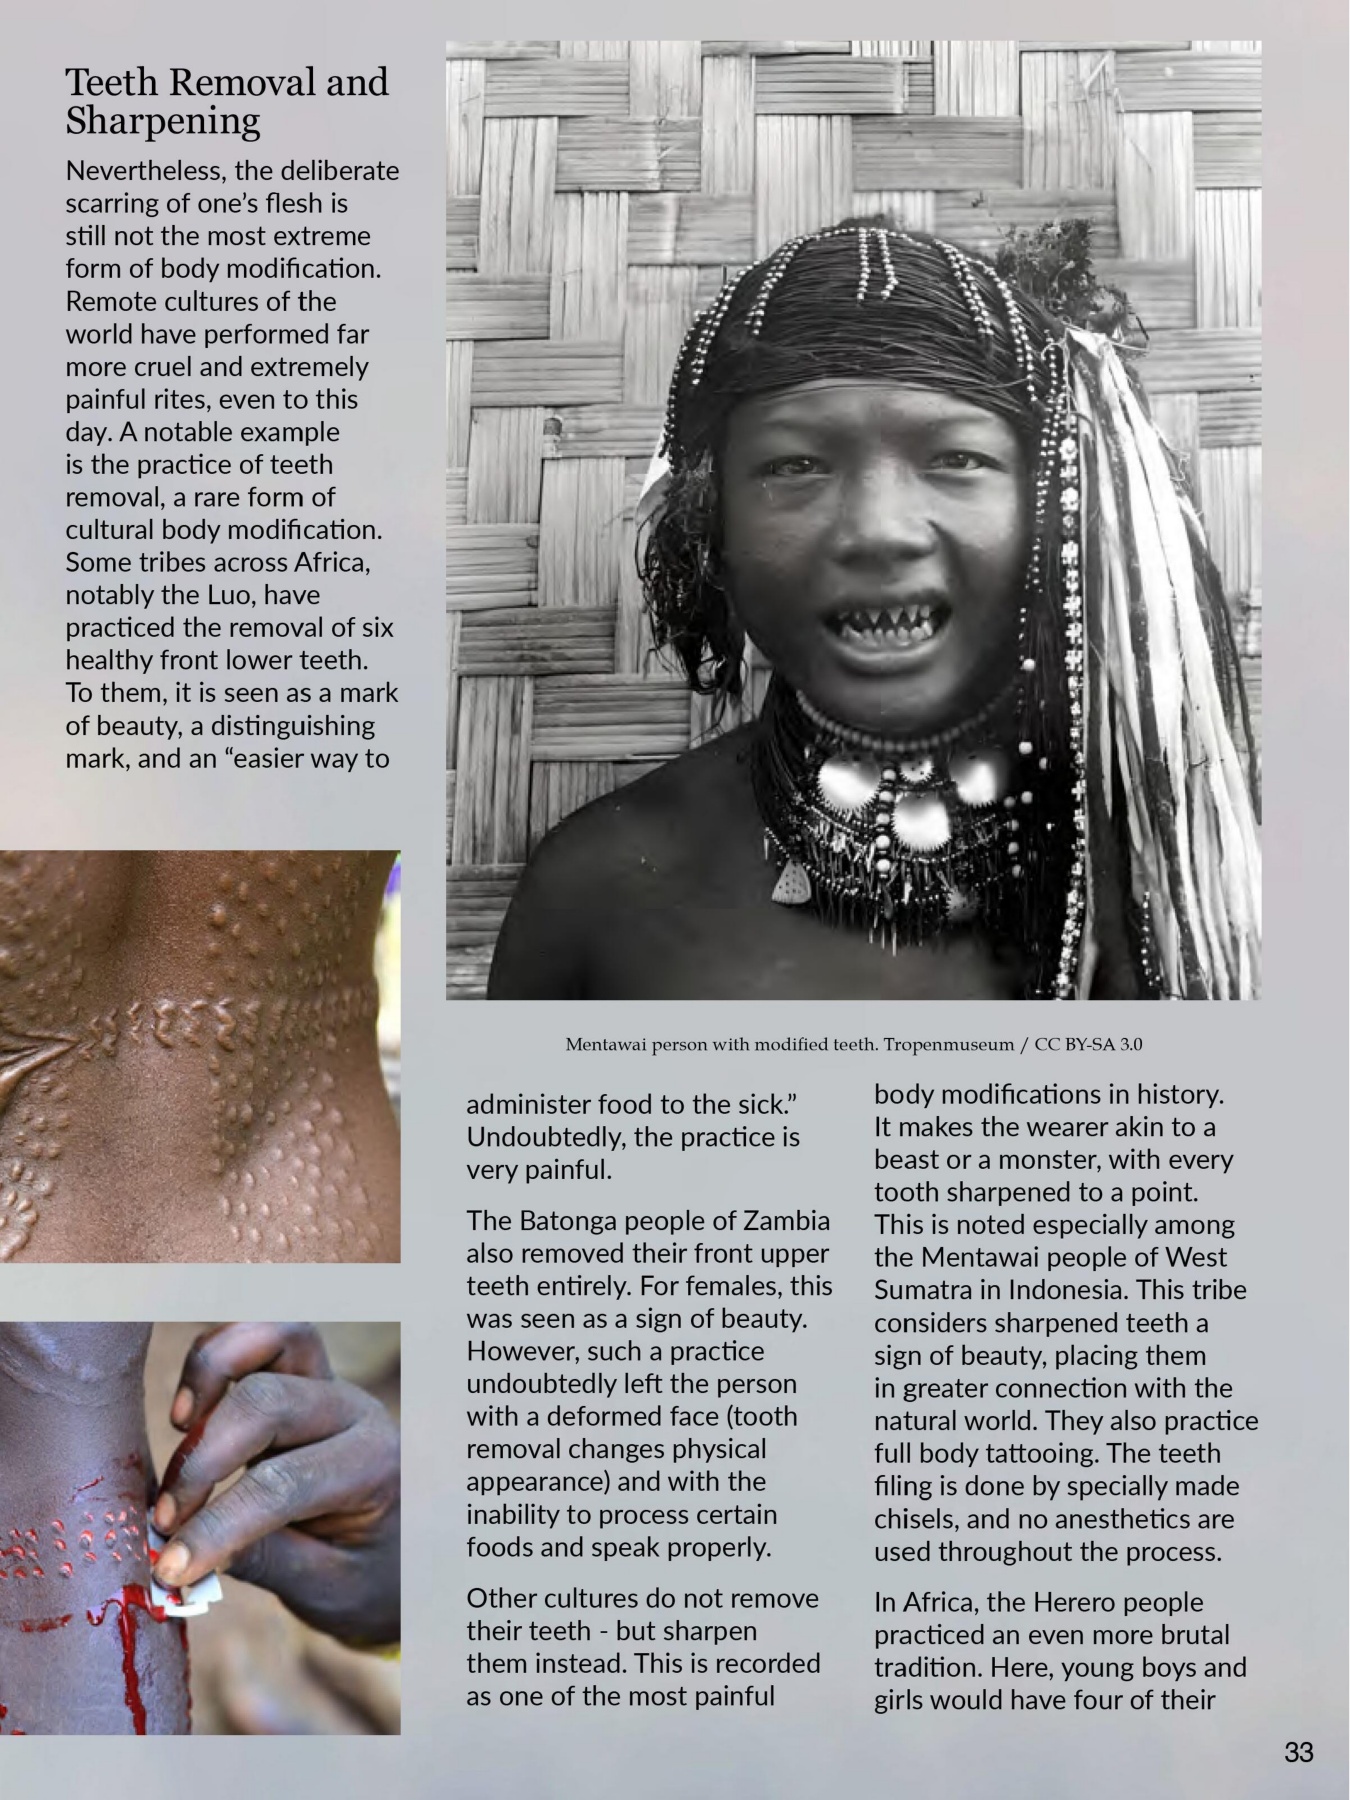 Teeth Removal and
Sharpening
Nevertheless, the deliberate
scarring of one’s flesh is
still not the most extreme
form of body modification.
Remote cultures of the
world have performed far
more cruel and extremely
painful rites, even to this
day. A notable example
is the practice of teeth
removal, a rare form of
cultural body modification.
Some tribes across Africa,
notably the Luo, have
practiced the removal of six
healthy front lower teeth.
To them, it is seen as a mark
of beauty, a distinguishing
mark, and an “easier way to
Mentawai person with modified teeth. Tropenmuseum / CC BY-SA 3.0
administer food to the sick.”
Undoubtedly, the practice is
very painful.
The Batonga people of Zambia
also removed their front upper
teeth entirely. For females, this
was seen as a sign of beauty.
However, such a practice
undoubtedly left the person
with a deformed face (tooth
removal changes physical
appearance) and with the
inability to process certain
foods and speak properly.
Other cultures do not remove
their teeth - but sharpen
them instead. This is recorded
as one of the most painful
body modifications in history.
It makes the wearer akin to a
beast or a monster, with every
tooth sharpened to a point.
This is noted especially among
the Mentawai people of West
Sumatra in Indonesia. This tribe
considers sharpened teeth a
sign of beauty, placing them
in greater connection with the
natural world. They also practice
full body tattooing. The teeth
filing is done by specially made
chisels, and no anesthetics are
used throughout the process.
In Africa, the Herero people
practiced an even more brutal
tradition. Here, young boys and
girls would have four of their
33